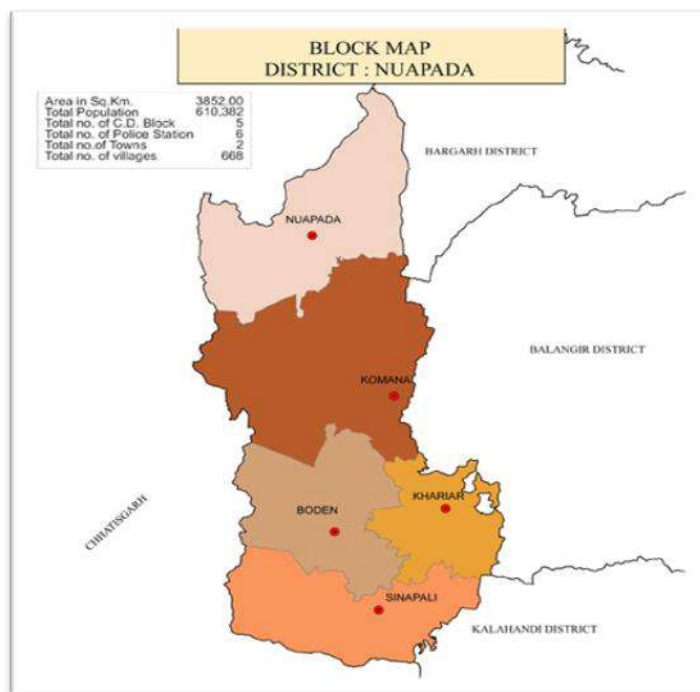 BLOCK MAP
DISTRICT : NUAPADA
Area in Sq.Km. 3852.00
Total Population 610,382
Total no. of C.D. Block 5
Total no. of Police Station 6
Total no.of Towns 2
Total no. of villages 668
BARGARH DISTRICT
NUAPADA
BALANGIR DISTRICT
KOMANA
KHARIAR
BODEN
CHHATISGARH
SINAPALI
KALAHANDI DISTRICT